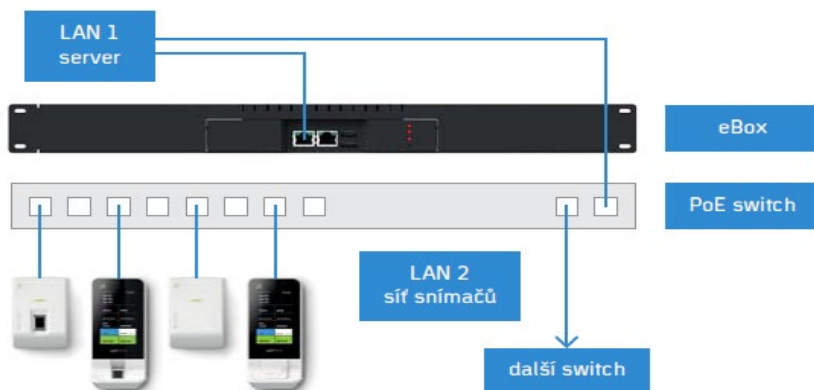 LAN 1
server
eBox
PoE switch
LAN 2
síť snímačů
další switch